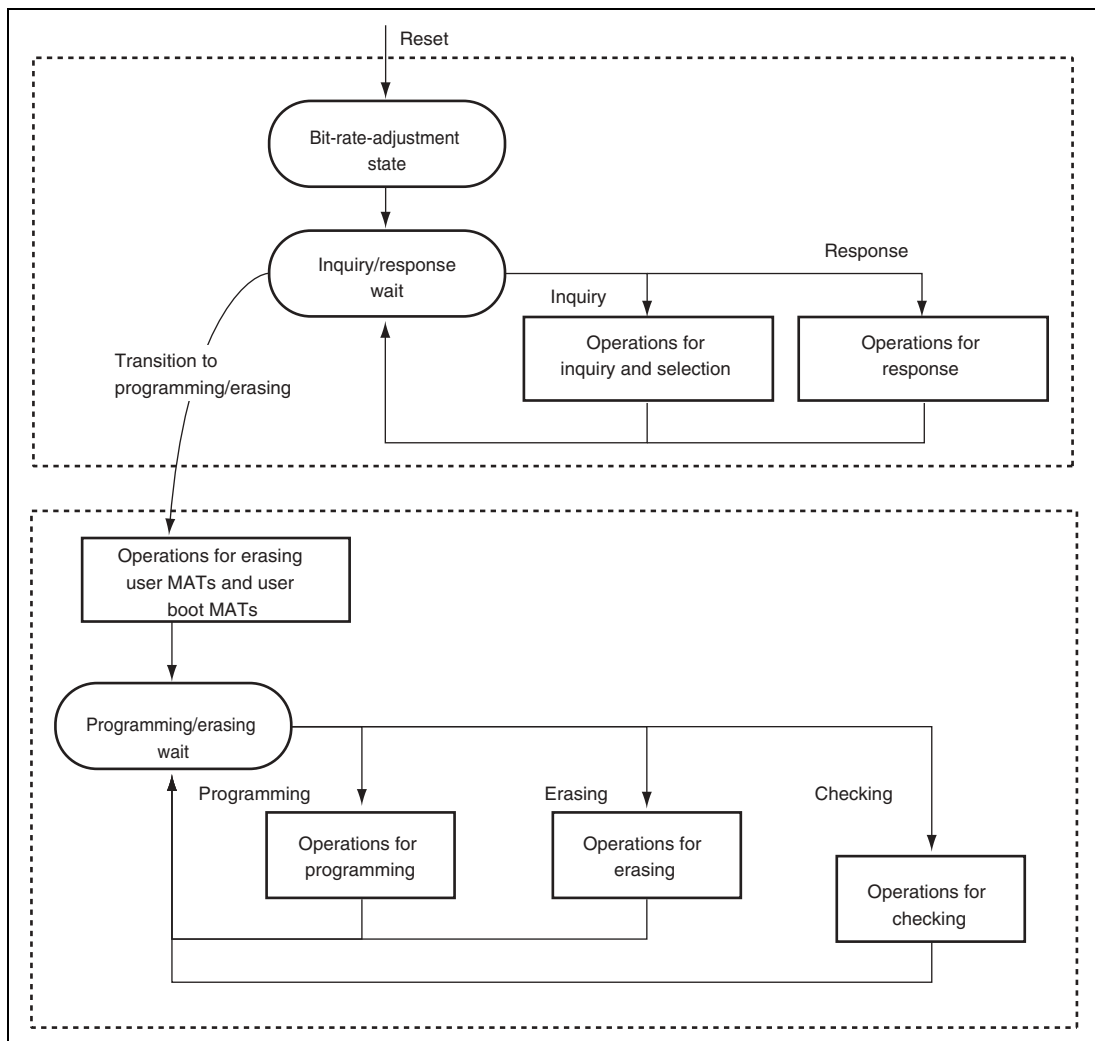 Reset
Bit-rate-adjustment
state
Inquiry/response
wait
Response
Inquiry
Operations for
inquiry and selection
Operations for
response
Transition to
programming/erasing
Operations for erasing
user MATs and user
boot MATs
Programming/erasing
wait
Programming
Erasing
Checking
Operations for
programming
Operations for
erasing
Operations for
checking